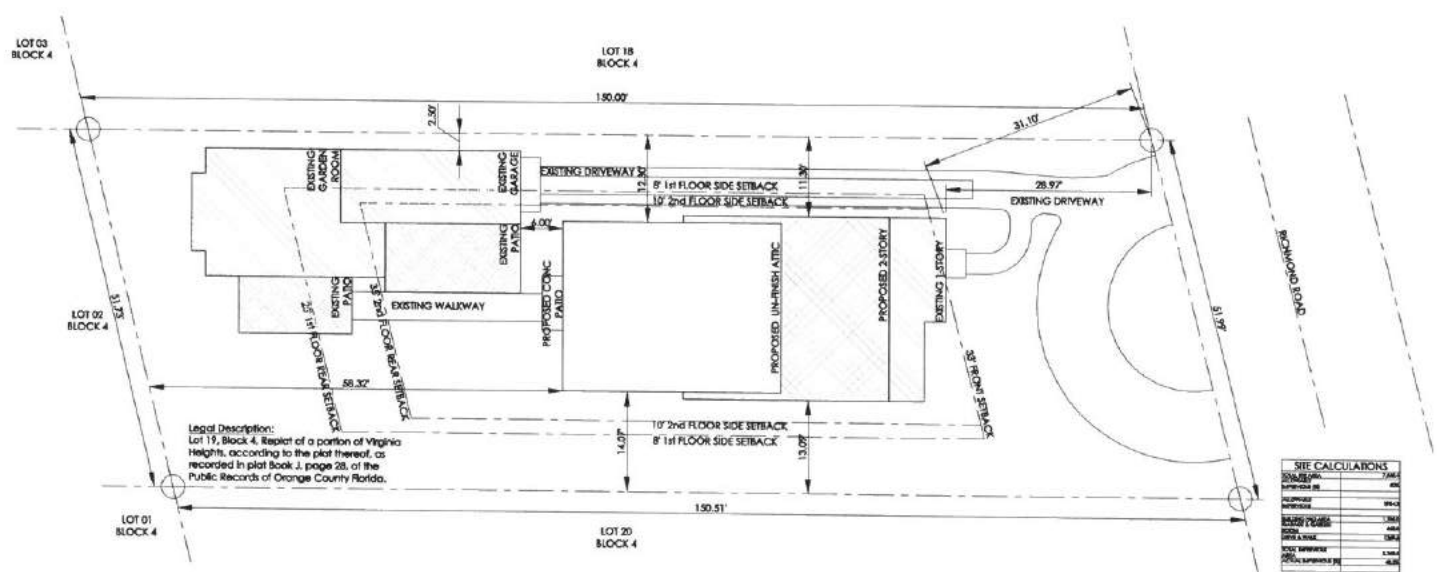 LOT 03
BLOCK 4
LOT 18
BLOCK 4
150.00'
2.50'
31.10'
EXISTING
GARDEN
ROOM
EXISTING
GARAGE
EXISTING DRIVEWAY
12.50'
11.30'
8' 1st FLOOR SIDE SETBACK
10' 2nd FLOOR SIDE SETBACK
28.97'
EXISTING DRIVEWAY
EXISTING
PATIO
6.00'
RICHMOND ROAD
51.73'
51.99'
LOT 02
BLOCK 4
EXISTING
PATIO
EXISTING WALKWAY
PROPOSED CONC
PATIO
PROPOSED UN-FINISH ATTIC
PROPOSED 2-STORY
EXISTING 1-STORY
25' 1st FLOOR REAR SETBACK
35' 2nd FLOOR REAR SETBACK
33' FRONT SETBACK
58.32'
14.07'
13.09'
10' 2nd FLOOR SIDE SETBACK
8' 1st FLOOR SIDE SETBACK
Legal Description:
Lot 19, Block 4, Replat of a portion of Virginia
Heights, according to the plat thereof, as
recorded in plat Book J, page 28, of the
Public Records of Orange County Florida.
150.51'
LOT 01
BLOCK 4
LOT 20
BLOCK 4
SITE CALCULATIONS